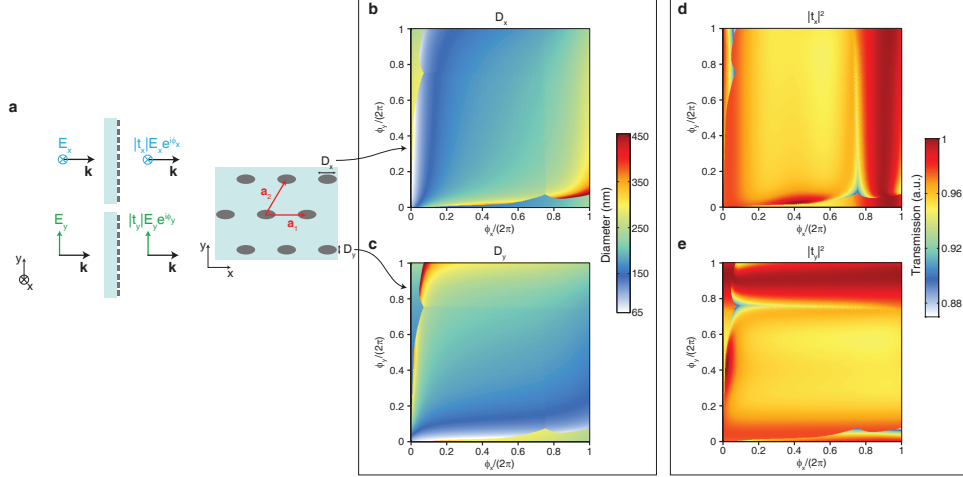 a
E_x
|t_x|E_x e^{iϕ_x}
k
k
E_y
|t_y|E_y e^{iϕ_y}
k
k
y
x
D_x
a_2
a_1
D_y
y
x
b
D_x
1
0.8
0.6
0.4
0.2
0
ϕ_y/(2π)
0 0.2 0.4 0.6 0.8 1
ϕ_x/(2π)
c
D_y
1
0.8
0.6
0.4
0.2
0
ϕ_y/(2π)
0 0.2 0.4 0.6 0.8 1
ϕ_x/(2π)
Diameter (nm)
450
350
250
150
65
d
|t_x|²
1
0.8
0.6
0.4
0.2
0
ϕ_y/(2π)
0 0.2 0.4 0.6 0.8 1
ϕ_x/(2π)
e
|t_y|²
1
0.8
0.6
0.4
0.2
0
ϕ_y/(2π)
0 0.2 0.4 0.6 0.8 1
ϕ_x/(2π)
Transmission (a.u.)
1
0.96
0.92
0.88